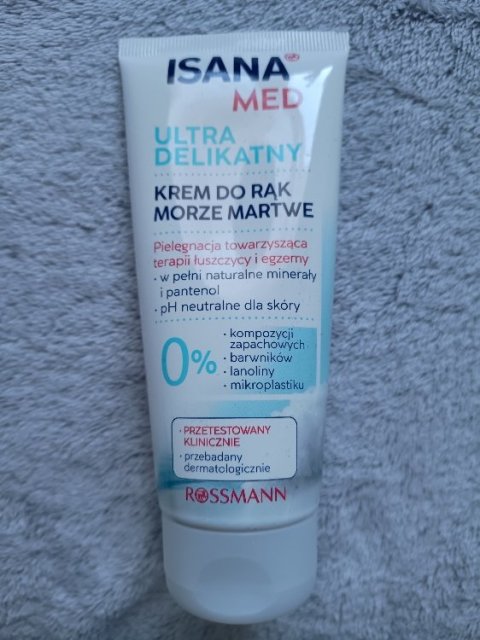 ISANA
MED
ULTRA
DELIKATNY
KREM DO RĄK
MORZE MARTWE
Pielęgnacja towarzysząca
terapii łuszczycy i egzemy
· w pełni naturalne minerały
i pantenol
· pH neutralne dla skóry
0%
· kompozycji
zapachowych
· barwników
· lanoliny
· mikroplastiku
· PRZETESTOWANY
KLINICZNIE
· przebadany
dermatologicznie
ROSSMANN